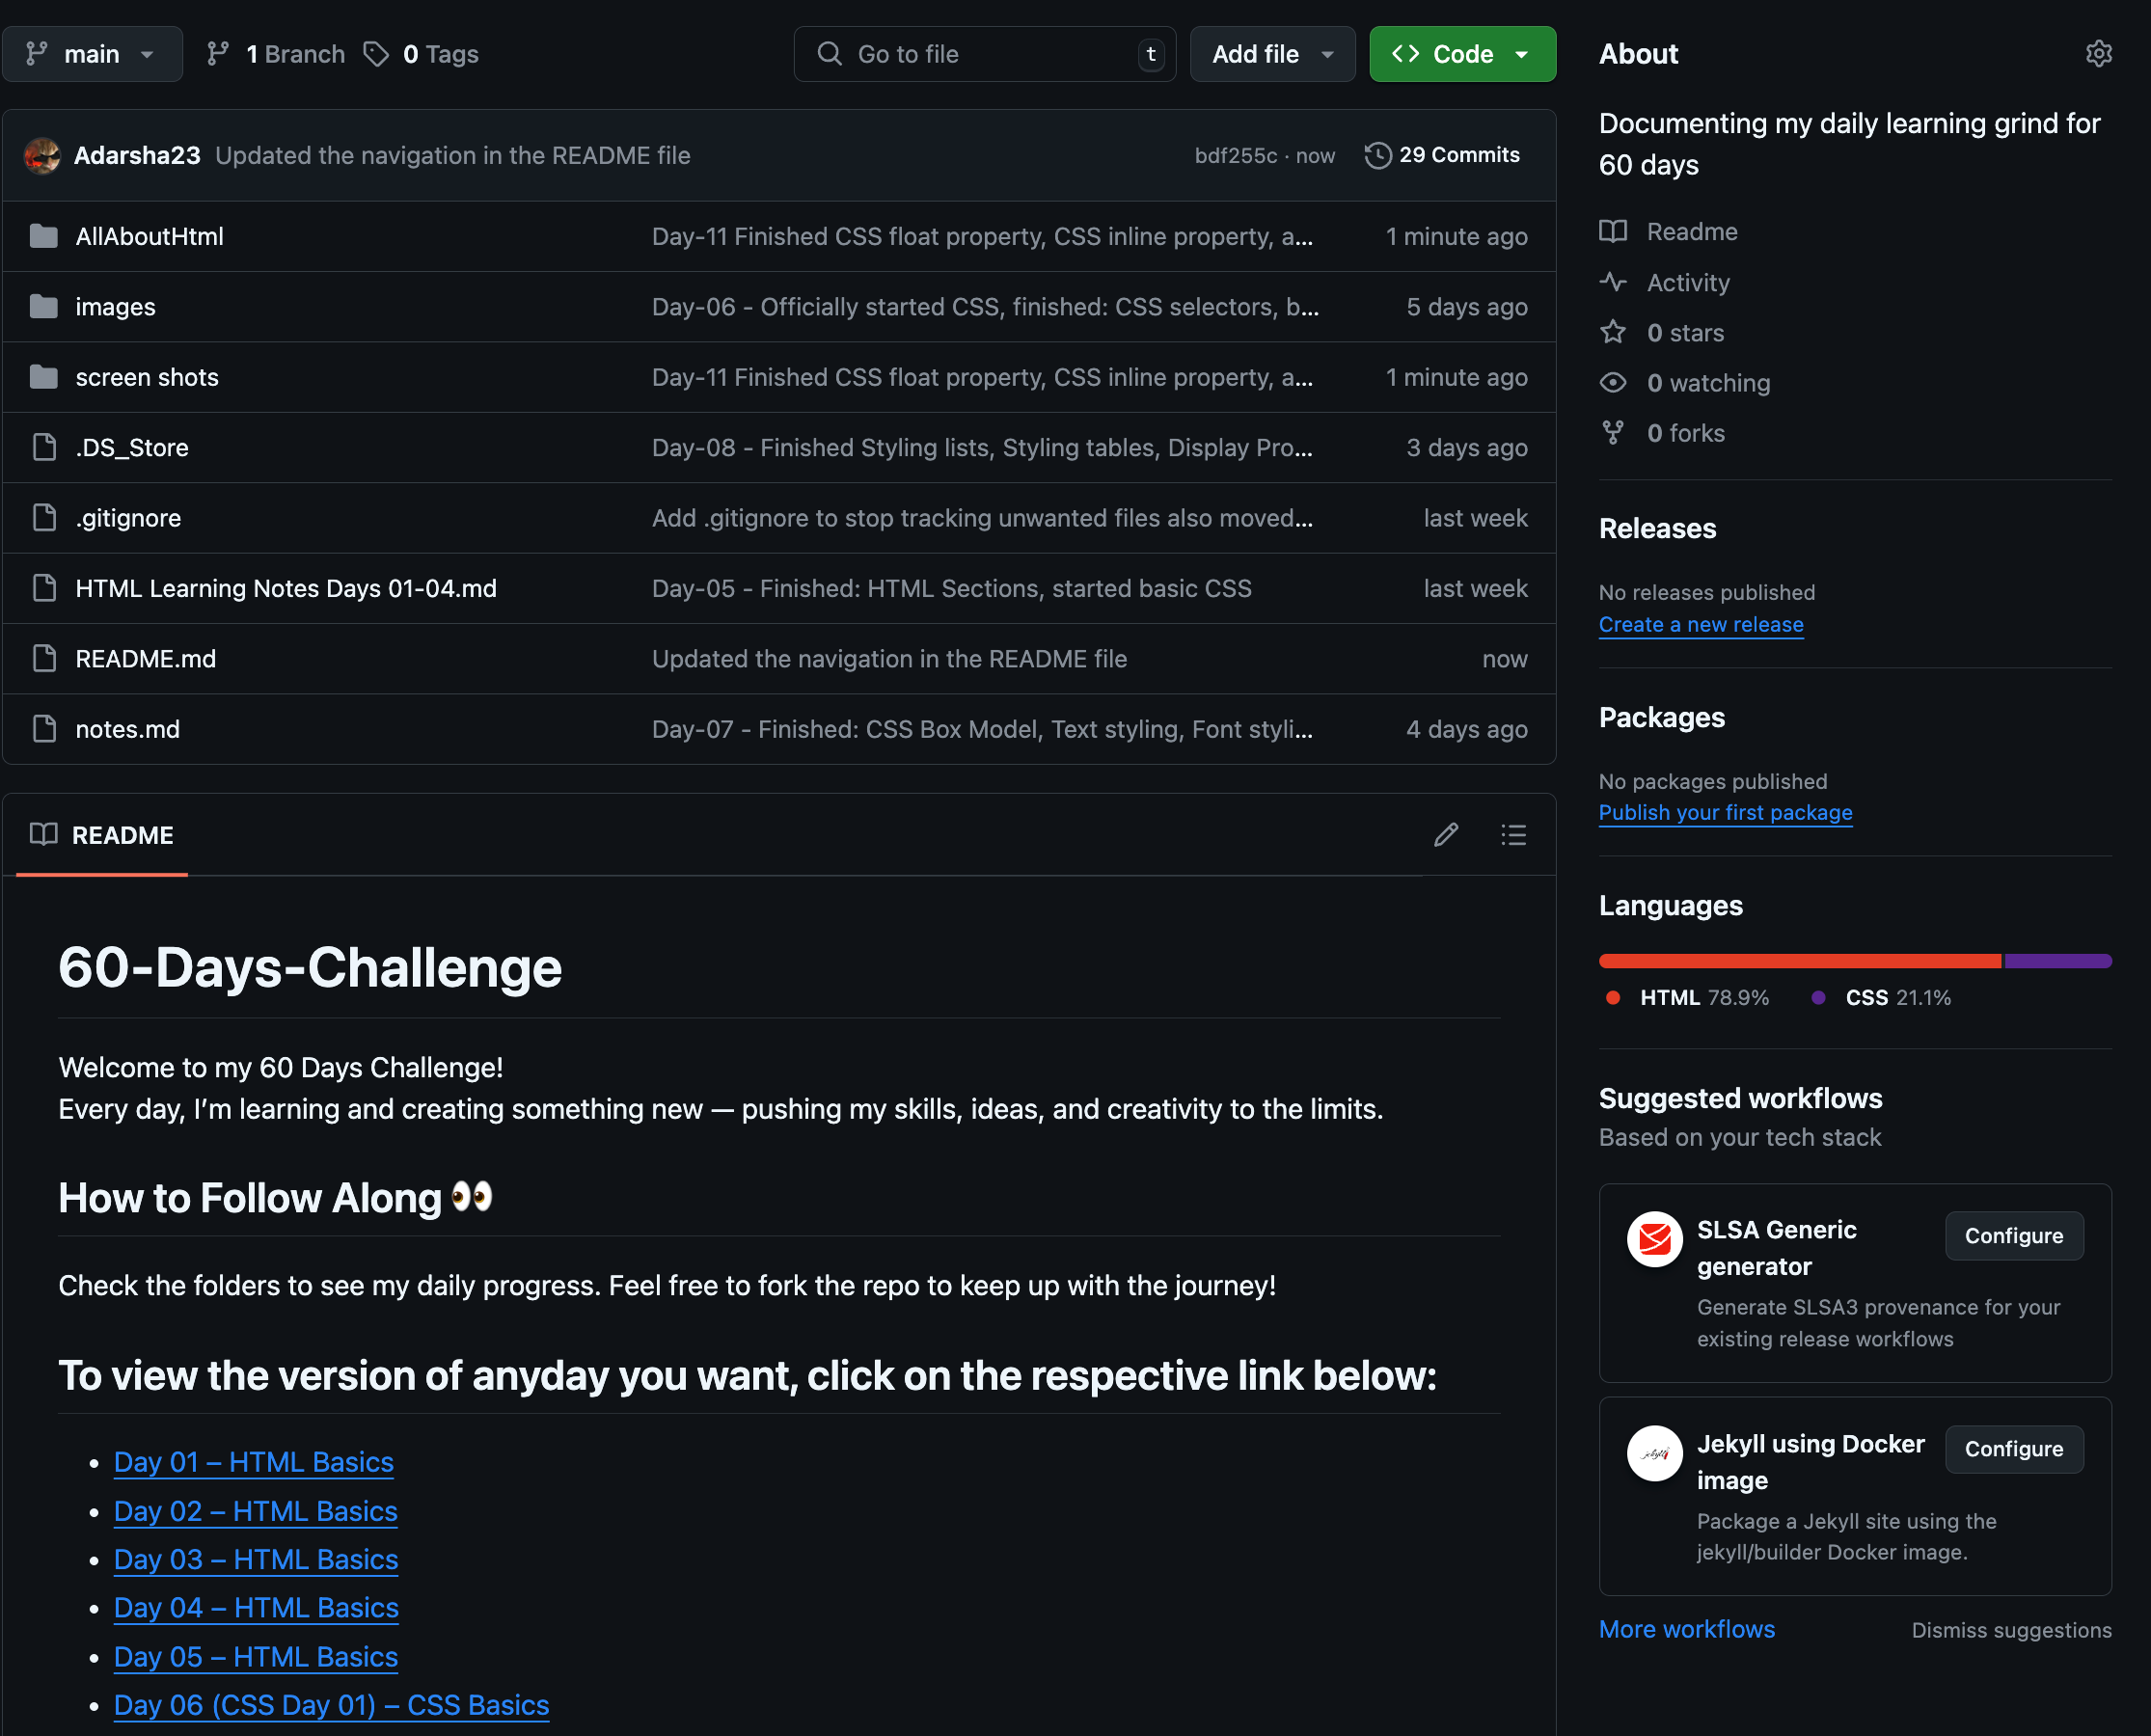 main
1 Branch
0 Tags
Go to file
t
Add file
Code
Adarsha23 Updated the navigation in the README file
bdf255c · now
29 Commits
AllAboutHtml Day-11 Finished CSS float property, CSS inline property, a... 1 minute ago
images Day-06 - Officially started CSS, finished: CSS selectors, b... 5 days ago
screen shots Day-11 Finished CSS float property, CSS inline property, a... 1 minute ago
.DS_Store Day-08 - Finished Styling lists, Styling tables, Display Pro... 3 days ago
.gitignore Add .gitignore to stop tracking unwanted files also moved... last week
HTML Learning Notes Days 01-04.md Day-05 - Finished: HTML Sections, started basic CSS last week
README.md Updated the navigation in the README file now
notes.md Day-07 - Finished: CSS Box Model, Text styling, Font styli... 4 days ago
README
60-Days-Challenge
Welcome to my 60 Days Challenge!
Every day, I’m learning and creating something new — pushing my skills, ideas, and creativity to the limits.
How to Follow Along 👀
Check the folders to see my daily progress. Feel free to fork the repo to keep up with the journey!
To view the version of anyday you want, click on the respective link below:
• Day 01 – HTML Basics
• Day 02 – HTML Basics
• Day 03 – HTML Basics
• Day 04 – HTML Basics
• Day 05 – HTML Basics
• Day 06 (CSS Day 01) – CSS Basics
About
Documenting my daily learning grind for
60 days
Readme
Activity
0 stars
0 watching
0 forks
Releases
No releases published
Create a new release
Packages
No packages published
Publish your first package
Languages
HTML 78.9%
CSS 21.1%
Suggested workflows
Based on your tech stack
SLSA Generic
generator
Configure
Generate SLSA3 provenance for your
existing release workflows
jekyll
Jekyll using Docker
image
Configure
Package a Jekyll site using the
jekyll/builder Docker image.
More workflows
Dismiss suggestions